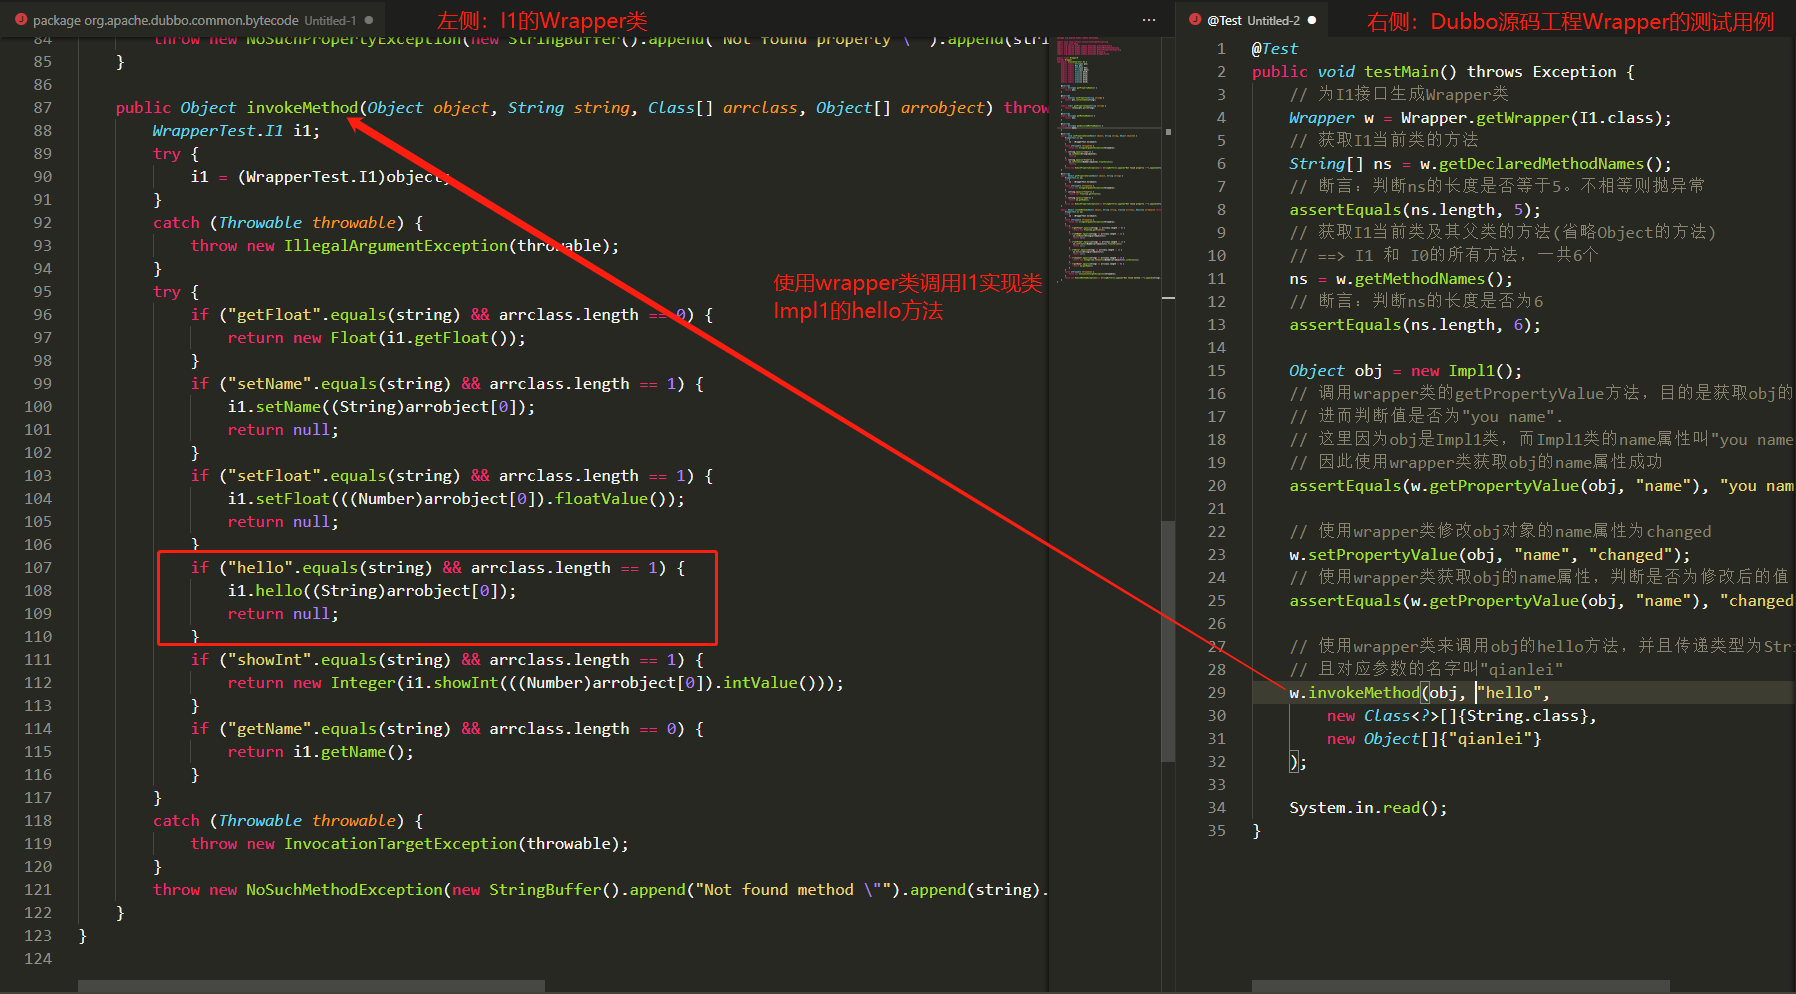 package org.apache.dubbo.common.bytecode Untitled-1
左侧：I1的Wrapper类
84 throw new NoSuchPropertyException(new StringBuffer().append("Not found property \"").append(stri
85 }
86
87 public Object invokeMethod(Object object, String string, Class[] arrclass, Object[] arrobject) throw
88 WrapperTest.I1 i1;
89 try {
90 i1 = (WrapperTest.I1)object;
91 }
92 catch (Throwable throwable) {
93 throw new IllegalArgumentException(throwable);
94 }
95 try {
96 if ("getFloat".equals(string) && arrclass.length == 0) {
97 return new Float(i1.getFloat());
98 }
99 if ("setName".equals(string) && arrclass.length == 1) {
100 i1.setName((String)arrobject[0]);
101 return null;
102 }
103 if ("setFloat".equals(string) && arrclass.length == 1) {
104 i1.setFloat(((Number)arrobject[0]).floatValue());
105 return null;
106 }
107 if ("hello".equals(string) && arrclass.length == 1) {
108 i1.hello((String)arrobject[0]);
109 return null;
110 }
111 if ("showInt".equals(string) && arrclass.length == 1) {
112 return new Integer(i1.showInt(((Number)arrobject[0]).intValue()));
113 }
114 if ("getName".equals(string) && arrclass.length == 0) {
115 return i1.getName();
116 }
117 }
118 catch (Throwable throwable) {
119 throw new InvocationTargetException(throwable);
120 }
121 throw new NoSuchMethodException(new StringBuffer().append("Not found method \"").append(string).
122 }
123 }
124
使用wrapper类调用I1实现类
Impl1的hello方法
@Test Untitled-2
右侧：Dubbo源码工程Wrapper的测试用例
1 @Test
2 public void testMain() throws Exception {
3 // 为I1接口生成Wrapper类
4 Wrapper w = Wrapper.getWrapper(I1.class);
5 // 获取I1当前类的方法
6 String[] ns = w.getDeclaredMethodNames();
7 // 断言：判断ns的长度是否等于5。不相等则抛异常
8 assertEquals(ns.length, 5);
9 // 获取I1当前类及其父类的方法(省略Object的方法)
10 // ==> I1 和 I0的所有方法，一共6个
11 ns = w.getMethodNames();
12 // 断言：判断ns的长度是否为6
13 assertEquals(ns.length, 6);
14
15 Object obj = new Impl1();
16 // 调用wrapper类的getPropertyValue方法，目的是获取obj的
17 // 进而判断值是否为"you name".
18 // 这里因为obj是Impl1类，而Impl1类的name属性叫"you name
19 // 因此使用wrapper类获取obj的name属性成功
20 assertEquals(w.getPropertyValue(obj, "name"), "you nam
21
22 // 使用wrapper类修改obj对象的name属性为changed
23 w.setPropertyValue(obj, "name", "changed");
24 // 使用wrapper类获取obj的name属性，判断是否为修改后的值
25 assertEquals(w.getPropertyValue(obj, "name"), "changed
26
27 // 使用wrapper类来调用obj的hello方法，并且传递类型为Str
28 // 且对应参数的名字叫"qianlei"
29 w.invokeMethod(obj, "hello",
30 new Class<?>[]{String.class},
31 new Object[]{"qianlei"}
32 );
33
34 System.in.read();
35 }